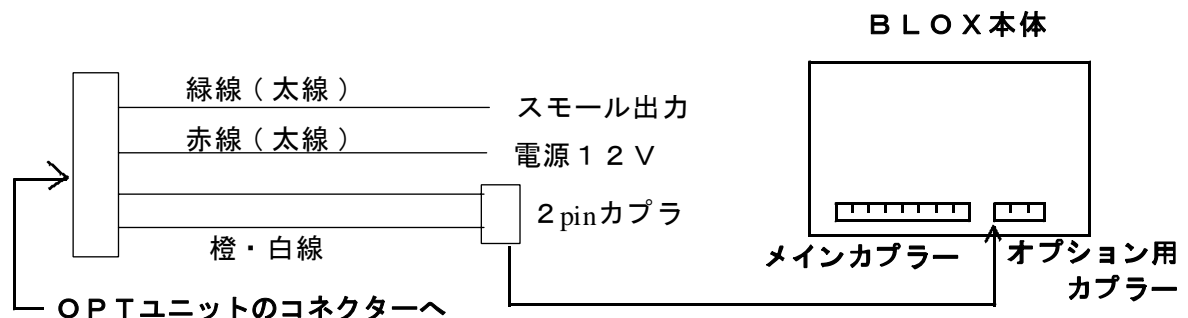 BLOX本体
緑線(太線)
スモール出力
赤線(太線)
電源12V
2pinカプラ
橙・白線
メインカプラー
オプション用
カプラー
OPTユニットのコネクターへ